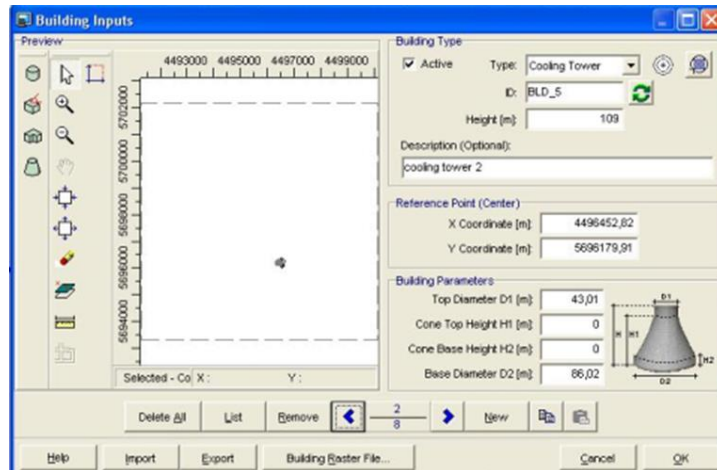 Building Inputs
Preview
4493000 4495000 4497000 4499000
5702000
5700000
5698000
5696000
5694000
Selected - Co X : Y :
Building Type
Active Type: Cooling Tower
ID: BLD_5
Height [m]: 109
Description (Optional):
cooling tower 2
Reference Point (Center)
X Coordinate [m]: 4496452,82
Y Coordinate [m]: 5696179,91
Building Parameters
Top Diameter D1 [m]: 43,01
Cone Top Height H1 [m]: 0
Cone Base Height H2 [m]: 0
Base Diameter D2 [m]: 86,02
D1
H H1
H2
D2
Delete All List Remove 2 New
8
Help Import Export Building Raster File... Cancel OK